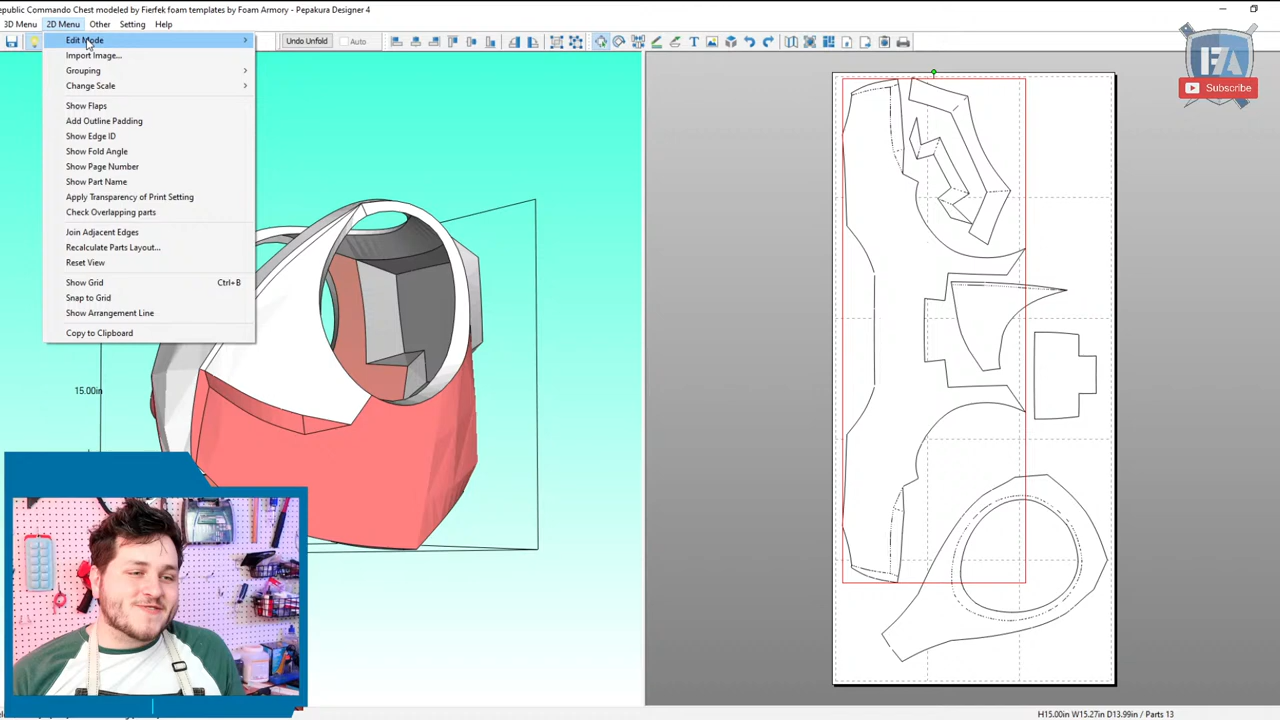 epublic Commando Chest modeled by Fierfek foam templates by Foam Armory - Pepakura Designer 4
3D Menu 2D Menu Other Setting Help
Undo Unfold Auto
Edit Mode
Import Image...
Grouping
Change Scale
Show Flaps
Add Outline Padding
Show Edge ID
Show Fold Angle
Show Page Number
Show Part Name
Apply Transparency of Print Setting
Check Overlapping parts
Join Adjacent Edges
Recalculate Parts Layout...
Reset View
Show Grid Ctrl+B
Snap to Grid
Show Arrangement Line
Copy to Clipboard
15.00in
FA
Subscribe
H15.00in W15.27in D13.99in / Parts 13